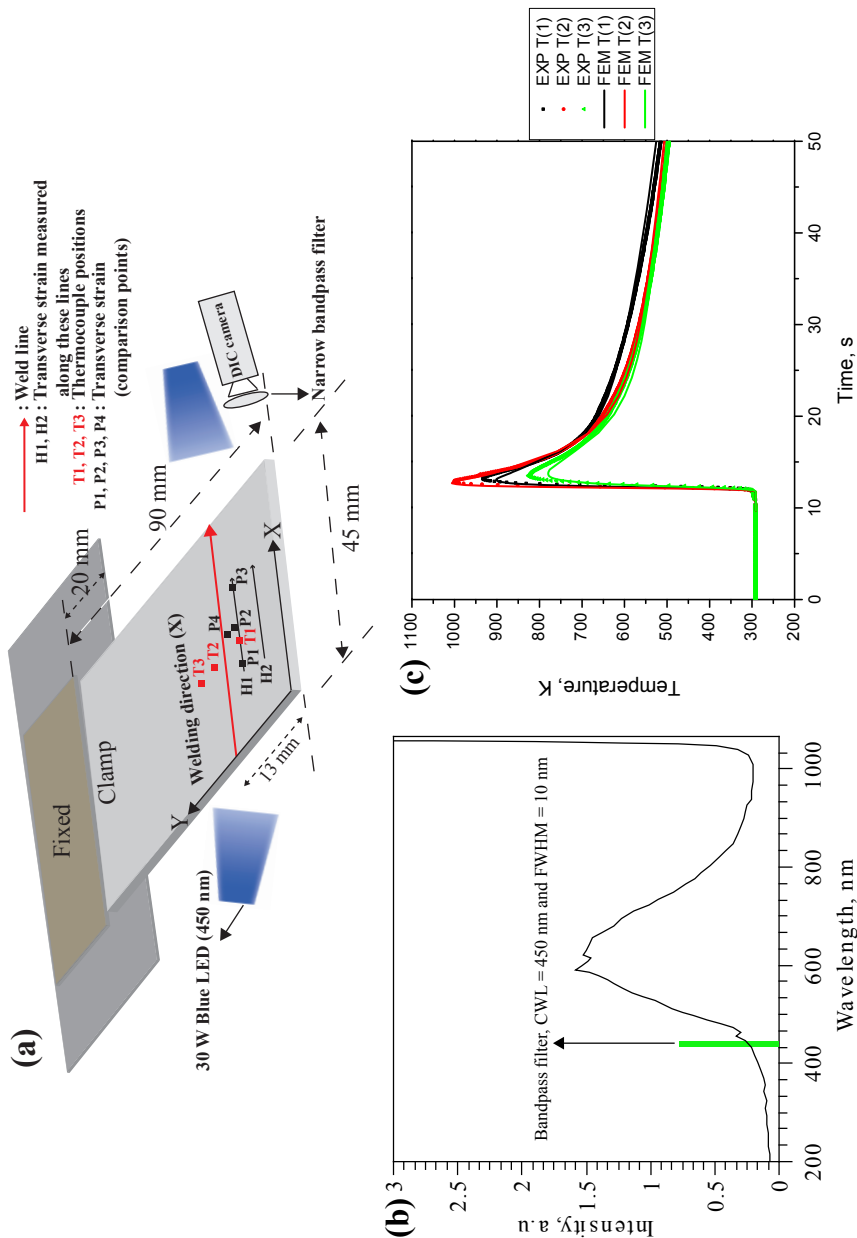 (a)
Fixed
Clamp
20 mm
90 mm
: Weld line
H1, H2 : Transverse strain measured
along these lines
T1, T2, T3 : Thermocouple positions
P1, P2, P3, P4 : Transverse strain
(comparison points)
DIC camera
Narrow bandpass filter
45 mm
13 mm
30 W Blue LED (450 nm)
Y
X
Welding direction (X)
T3
T2
P4
H1
P1
T1
P2
P3
H2
(b)
Intensity, a.u
3
2.5
2
1.5
1
0.5
0
200
400
600
800
1000
Wavelength, nm
Bandpass filter, CWL = 450 nm and FWHM = 10 nm
(c)
Temperature, K
1100
1000
900
800
700
600
500
400
300
200
0
10
20
30
40
50
Time, s
EXP T(1)
EXP T(2)
EXP T(3)
FEM T(1)
FEM T(2)
FEM T(3)